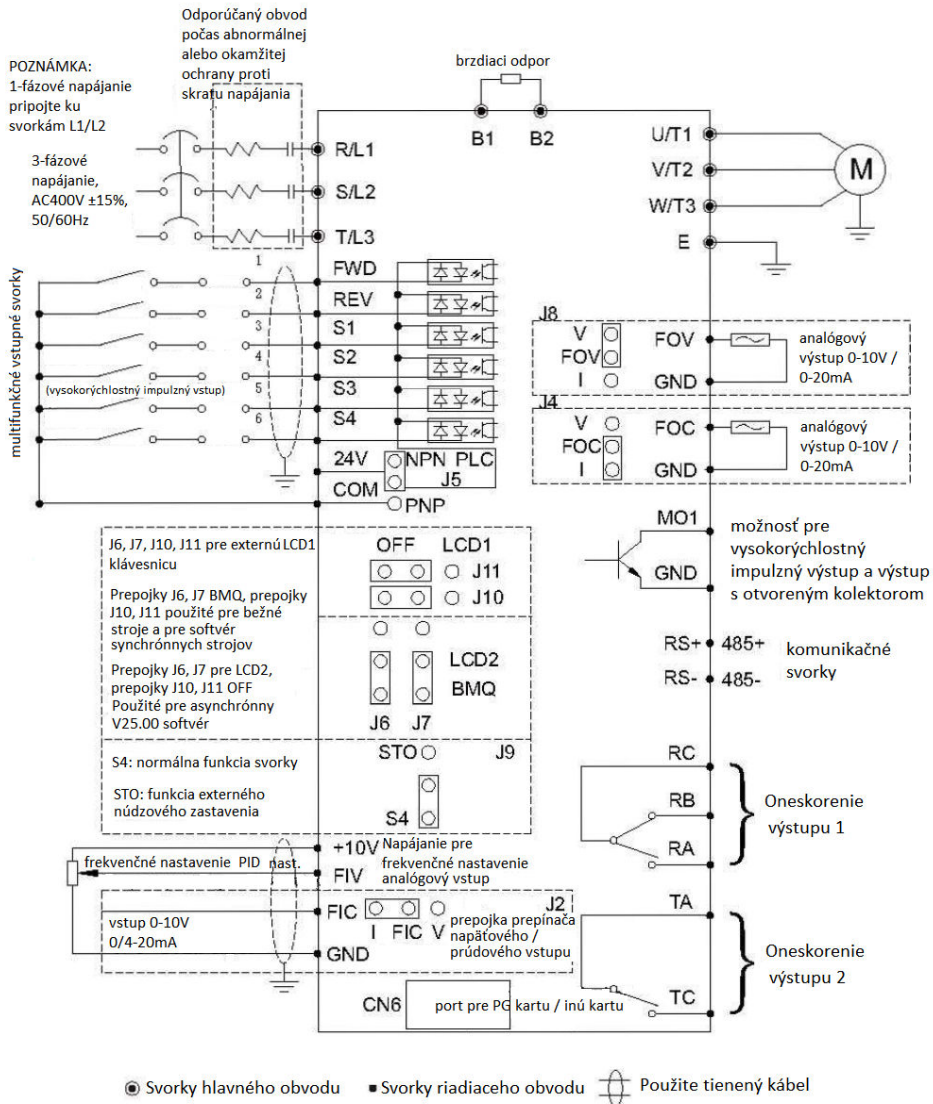 Odporúčaný obvod
počas abnormálnej
alebo okamžitej
ochrany proti
skratu napájania
POZNÁMKA:
1-fázové napájanie
pripojte ku
svorkám L1/L2
3-fázové
napájanie,
AC400V ±15%,
50/60Hz
brzdiaci odpor
B1 B2
R/L1
S/L2
T/L3
U/T1
V/T2
W/T3
E
M
multifunkčné vstupné svorky
(vysokorýchlostný impulzný vstup)
1
2
3
4
5
6
FWD
REV
S1
S2
S3
S4
24V
COM
NPN PLC
J5
PNP
J8
V
FOV
I
FOV
GND
analógový
výstup 0-10V /
0-20mA
J4
V
FOC
I
FOC
GND
analógový
výstup 0-10V /
0-20mA
MO1
GND
možnosť pre
vysokorýchlostný
impulzný výstup a výstup
s otvoreným kolektorom
J6, J7, J10, J11 pre externú LCD1
klávesnicu
Prepojky J6, J7 BMQ, prepojky
J10, J11 použité pre bežné
stroje a pre softvér
synchrónnych strojov
Prepojky J6, J7 pre LCD2,
prepojky J10, J11 OFF
Použité pre asynchrónny
V25.00 softvér
OFF LCD1
J11
J10
LCD2
BMQ
J6 J7
RS+ 485+
RS- 485-
komunikačné
svorky
S4: normálna funkcia svorky
STO: funkcia externého
núdzového zastavenia
STO
J9
S4
RC
RB
RA
Oneskorenie
výstupu 1
+10V
Napájanie pre
frekvenčné nastavenie
analógový vstup
frekvenčné nastavenie PID nast.
FIV
vstup 0-10V
0/4-20mA
FIC
J2
I FIC V
prepojka prepínača
napäťového /
prúdového vstupu
GND
TA
TC
Oneskorenie
výstupu 2
CN6
port pre PG kartu / inú kartu
Svorky hlavného obvodu
Svorky riadiaceho obvodu
Použite tienený kábel